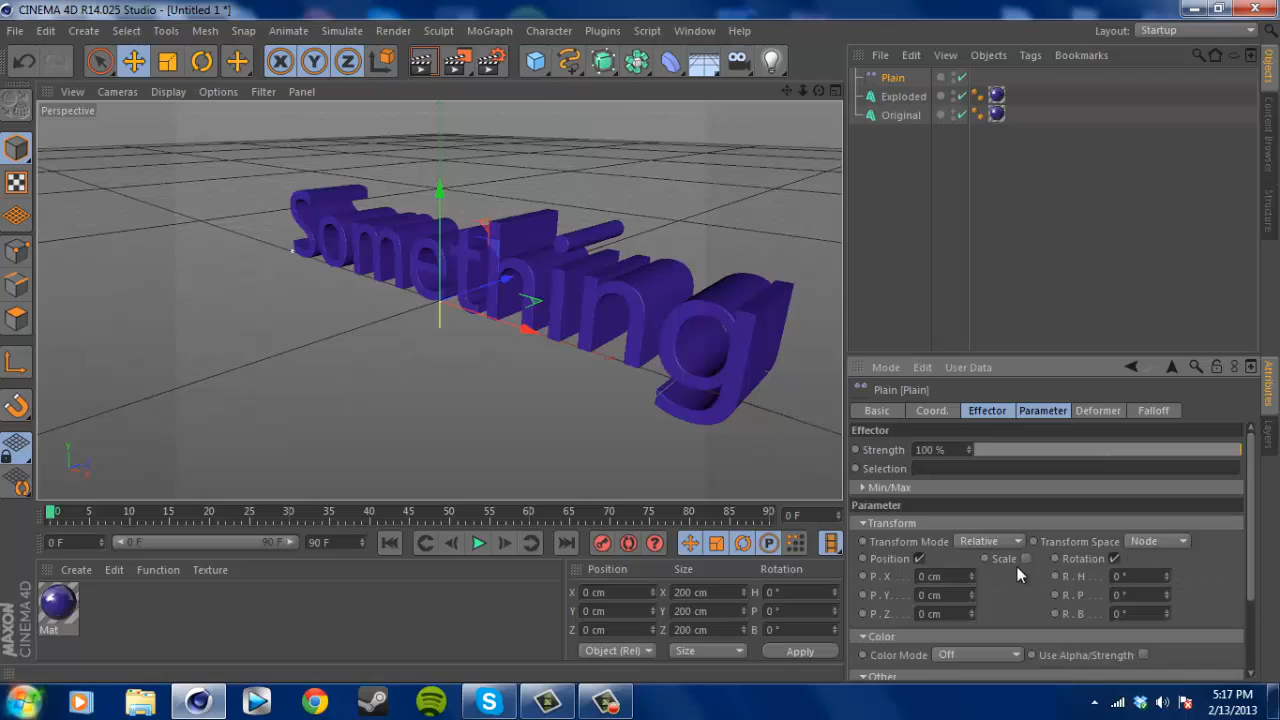 CINEMA 4D R14.025 Studio - [Untitled 1 *]
File Edit Create Select Tools Mesh Snap Animate Simulate Render Sculpt MoGraph Character Plugins Script Window Help
Layout: Startup
X Y Z
File Edit View Objects Tags Bookmarks
Plain
Exploded
Original
Objects
Content Browser
Structure
View Cameras Display Options Filter Panel
Perspective
Something
Y
X
Mode Edit User Data
Attributes
Layers
Plain [Plain]
Basic Coord. Effector Parameter Deformer Falloff
Effector
Strength 100 %
Selection
Min/Max
Parameter
Transform
Transform Mode Relative Transform Space Node
Position Scale Rotation
P . X . . . . 0 cm R . H . . . 0 °
P . Y . . . . 0 cm R . P . . . 0 °
P . Z . . . . 0 cm R . B . . . 0 °
Color
Color Mode Off Use Alpha/Strength
Other
0 5 10 15 20 25 30 35 40 45 50 55 60 65 70 75 80 85 90 0 F
0 F 0 F 90 F 90 F
P
Create Edit Function Texture
Mat
MAXON CINEMA 4D
Position Size Rotation
X 0 cm X 200 cm H 0 °
Y 0 cm Y 200 cm P 0 °
Z 0 cm Z 200 cm B 0 °
Object (Rel) Size Apply
5:17 PM
2/13/2013